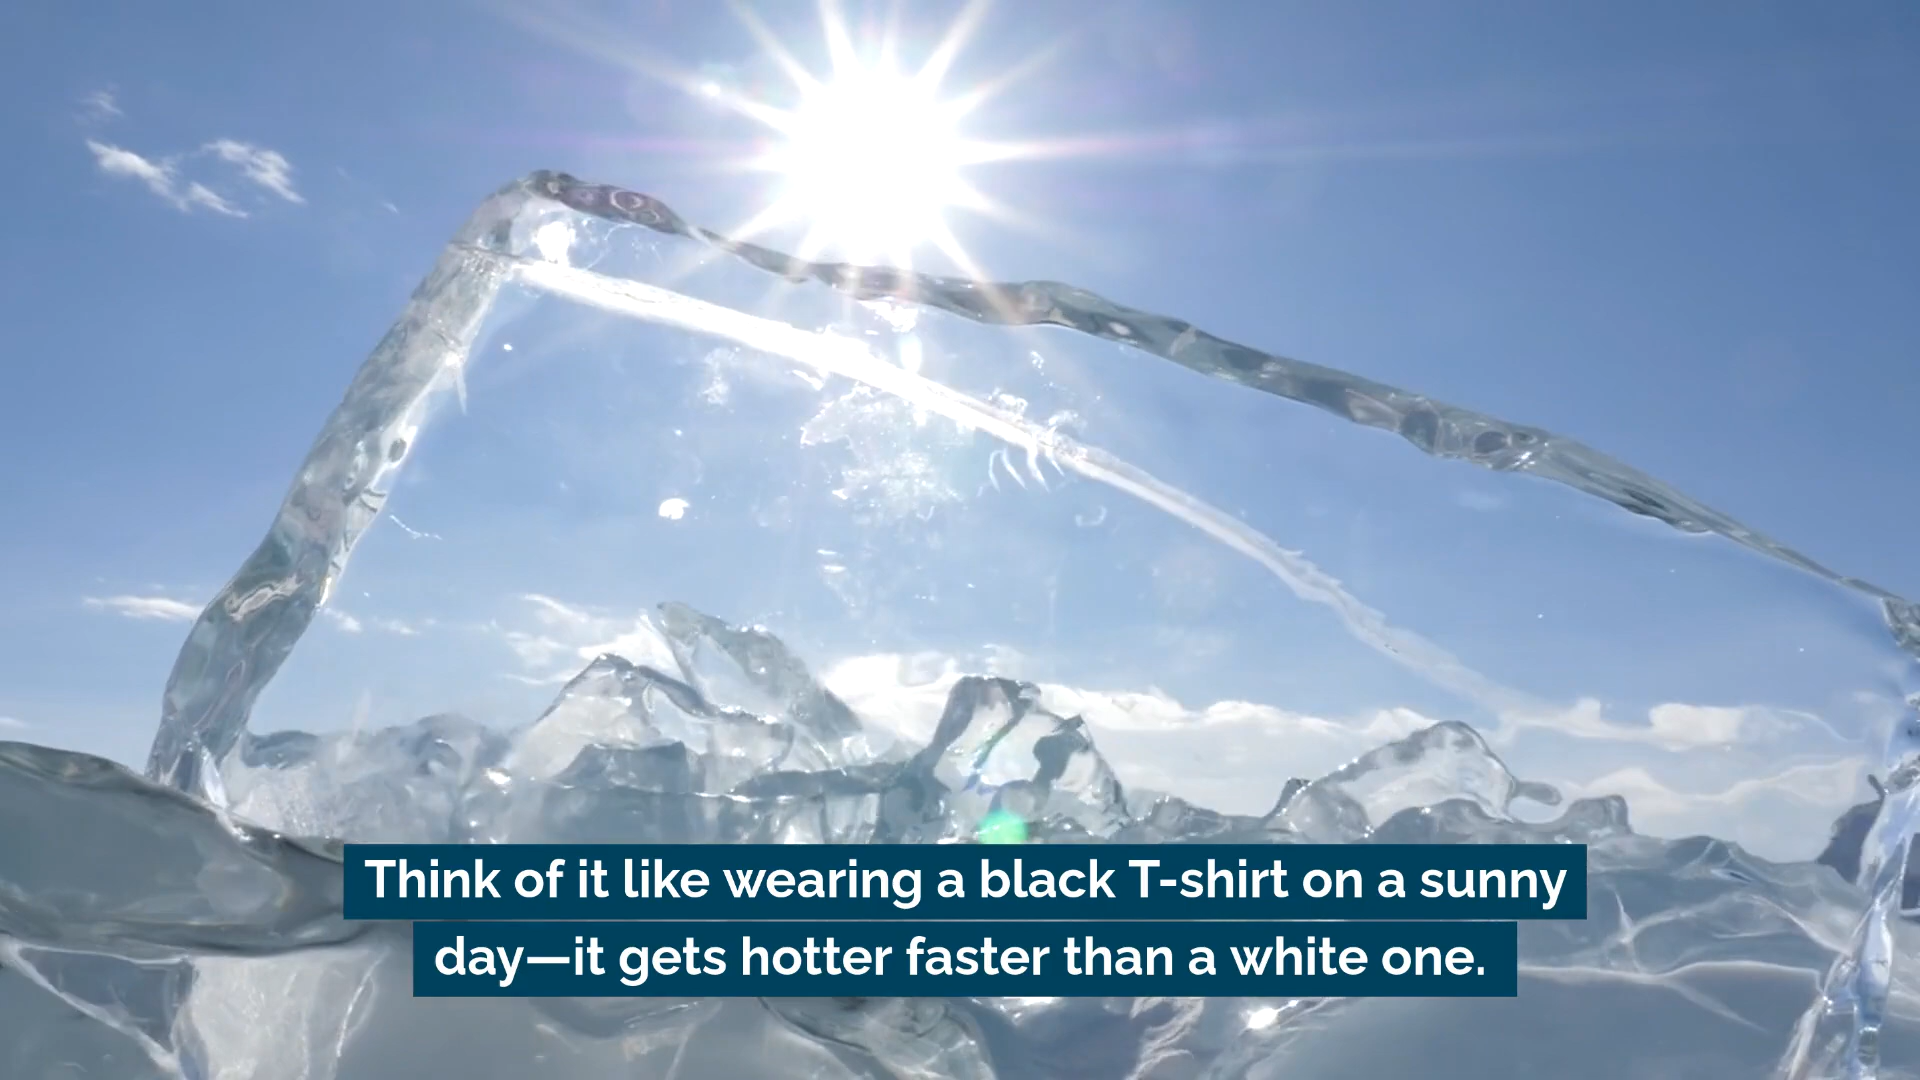 Think of it like wearing a black T-shirt on a sunny
day—it gets hotter faster than a white one.